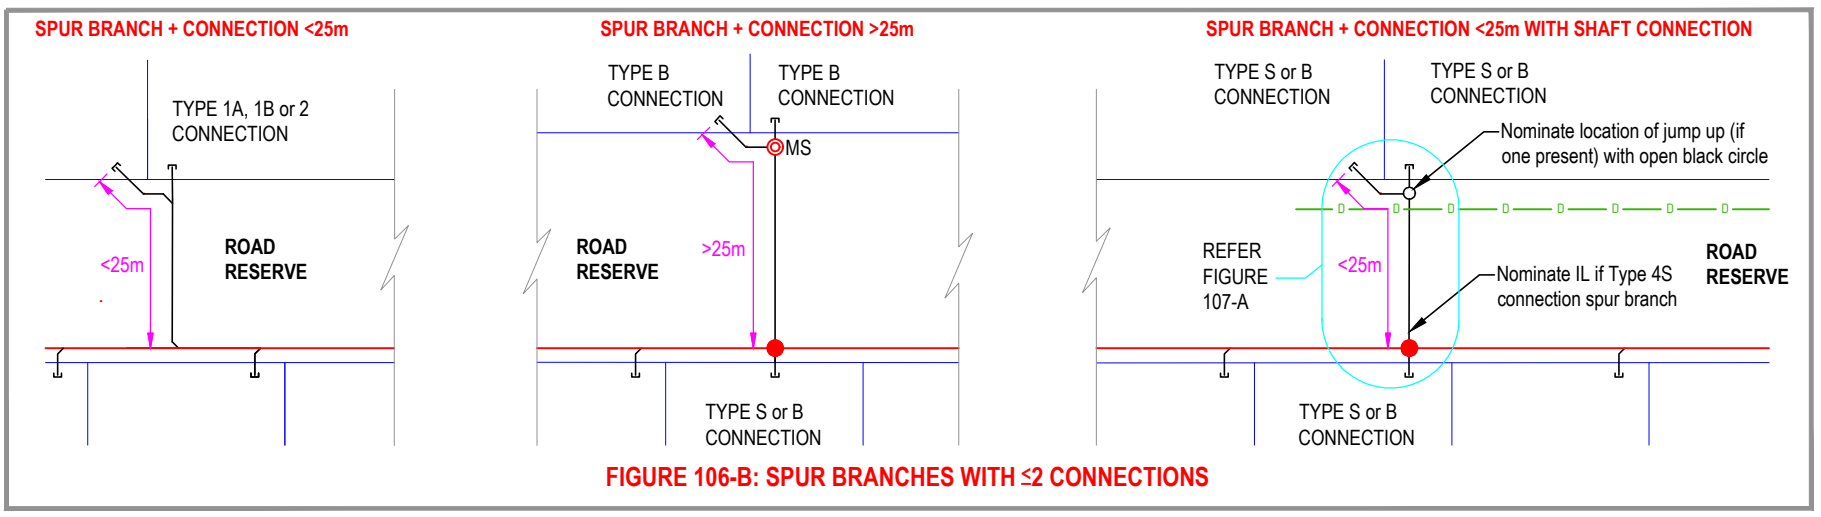 SPUR BRANCH + CONNECTION <25m
TYPE 1A, 1B or 2
CONNECTION
<25m
ROAD
RESERVE
SPUR BRANCH + CONNECTION >25m
TYPE B
CONNECTION
TYPE B
CONNECTION
MS
ROAD
RESERVE
>25m
TYPE S or B
CONNECTION
SPUR BRANCH + CONNECTION <25m WITH SHAFT CONNECTION
TYPE S or B
CONNECTION
TYPE S or B
CONNECTION
Nominate location of jump up (if
one present) with open black circle
D D D D D D D D
REFER
FIGURE
107-A
<25m
ROAD
RESERVE
Nominate IL if Type 4S
connection spur branch
TYPE S or B
CONNECTION
FIGURE 106-B: SPUR BRANCHES WITH ≤2 CONNECTIONS